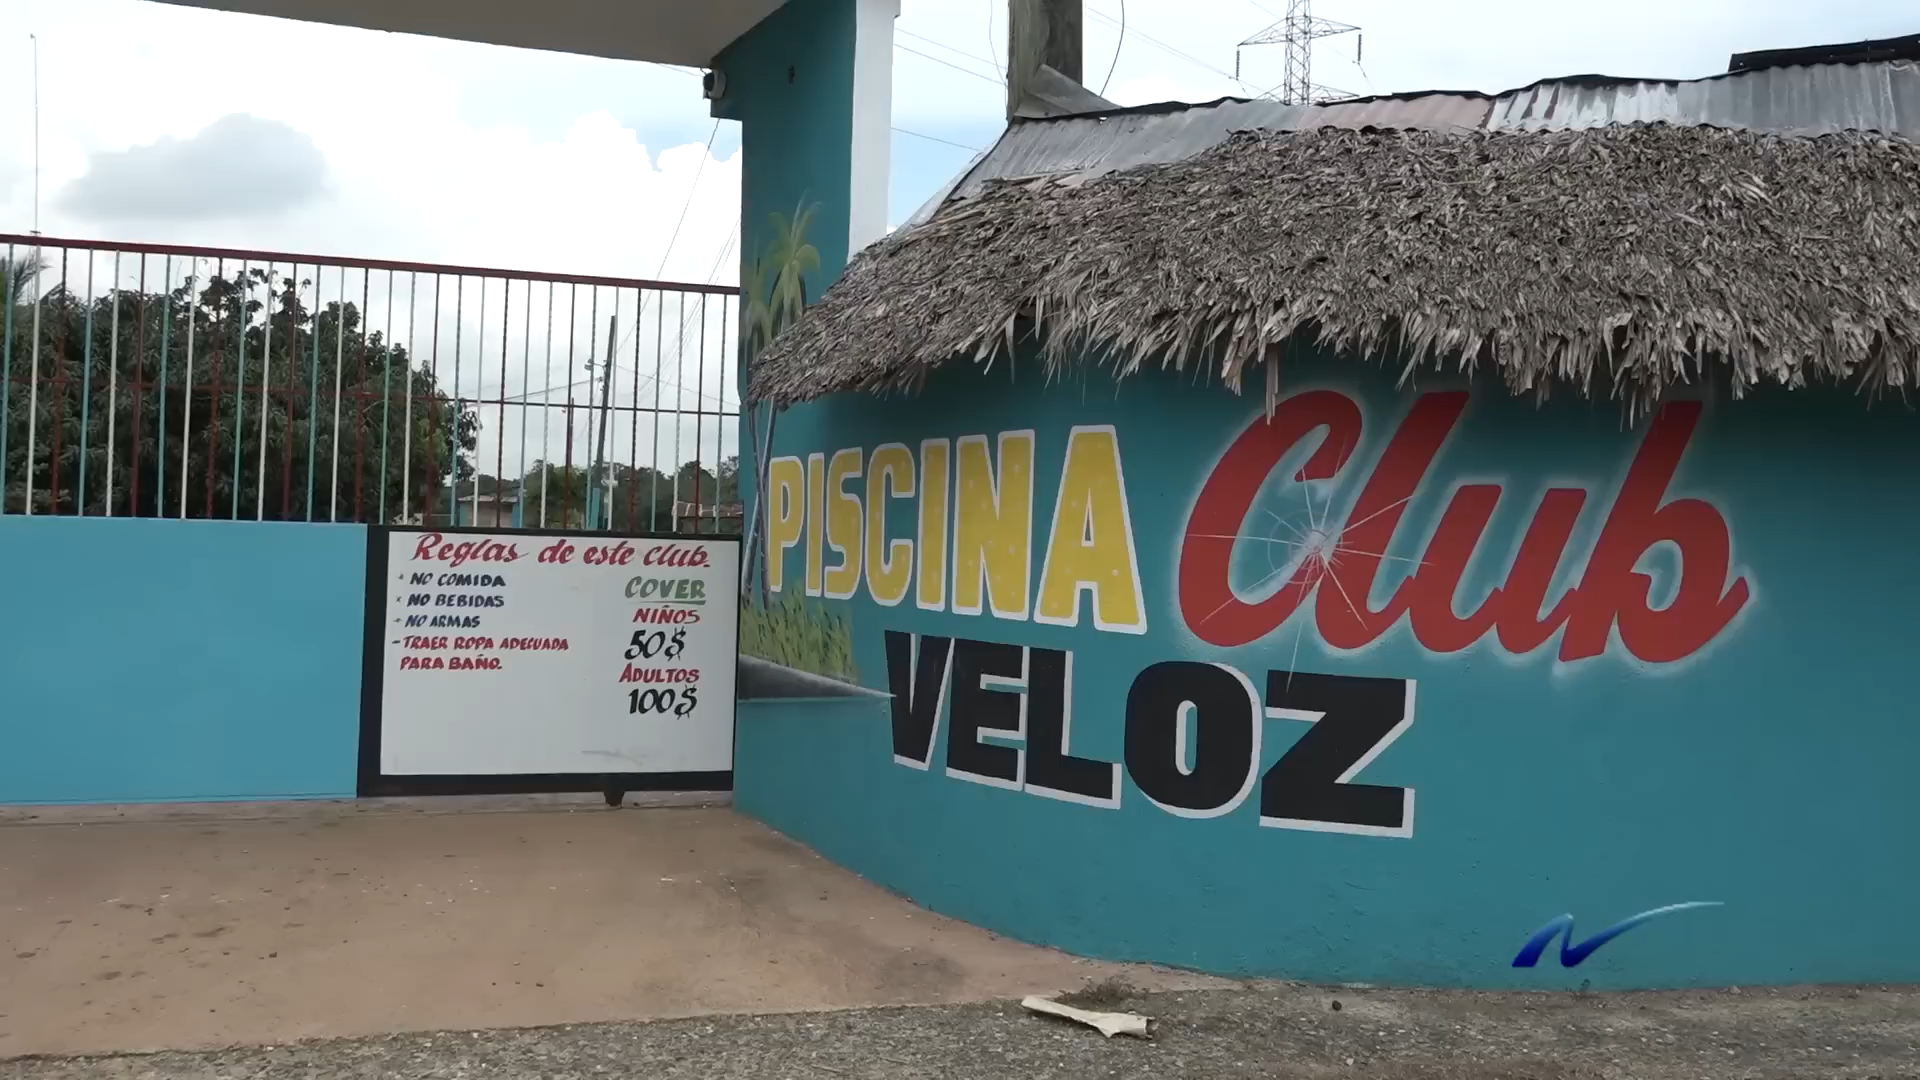 Reglas de este club.
* NO COMIDA
* NO BEBIDAS
* NO ARMAS
- TRAER ROPA ADECUADA
PARA BAÑO.
COVER
NIÑOS
50$
ADULTOS
100$
PISCINA Club
VELOZ
N